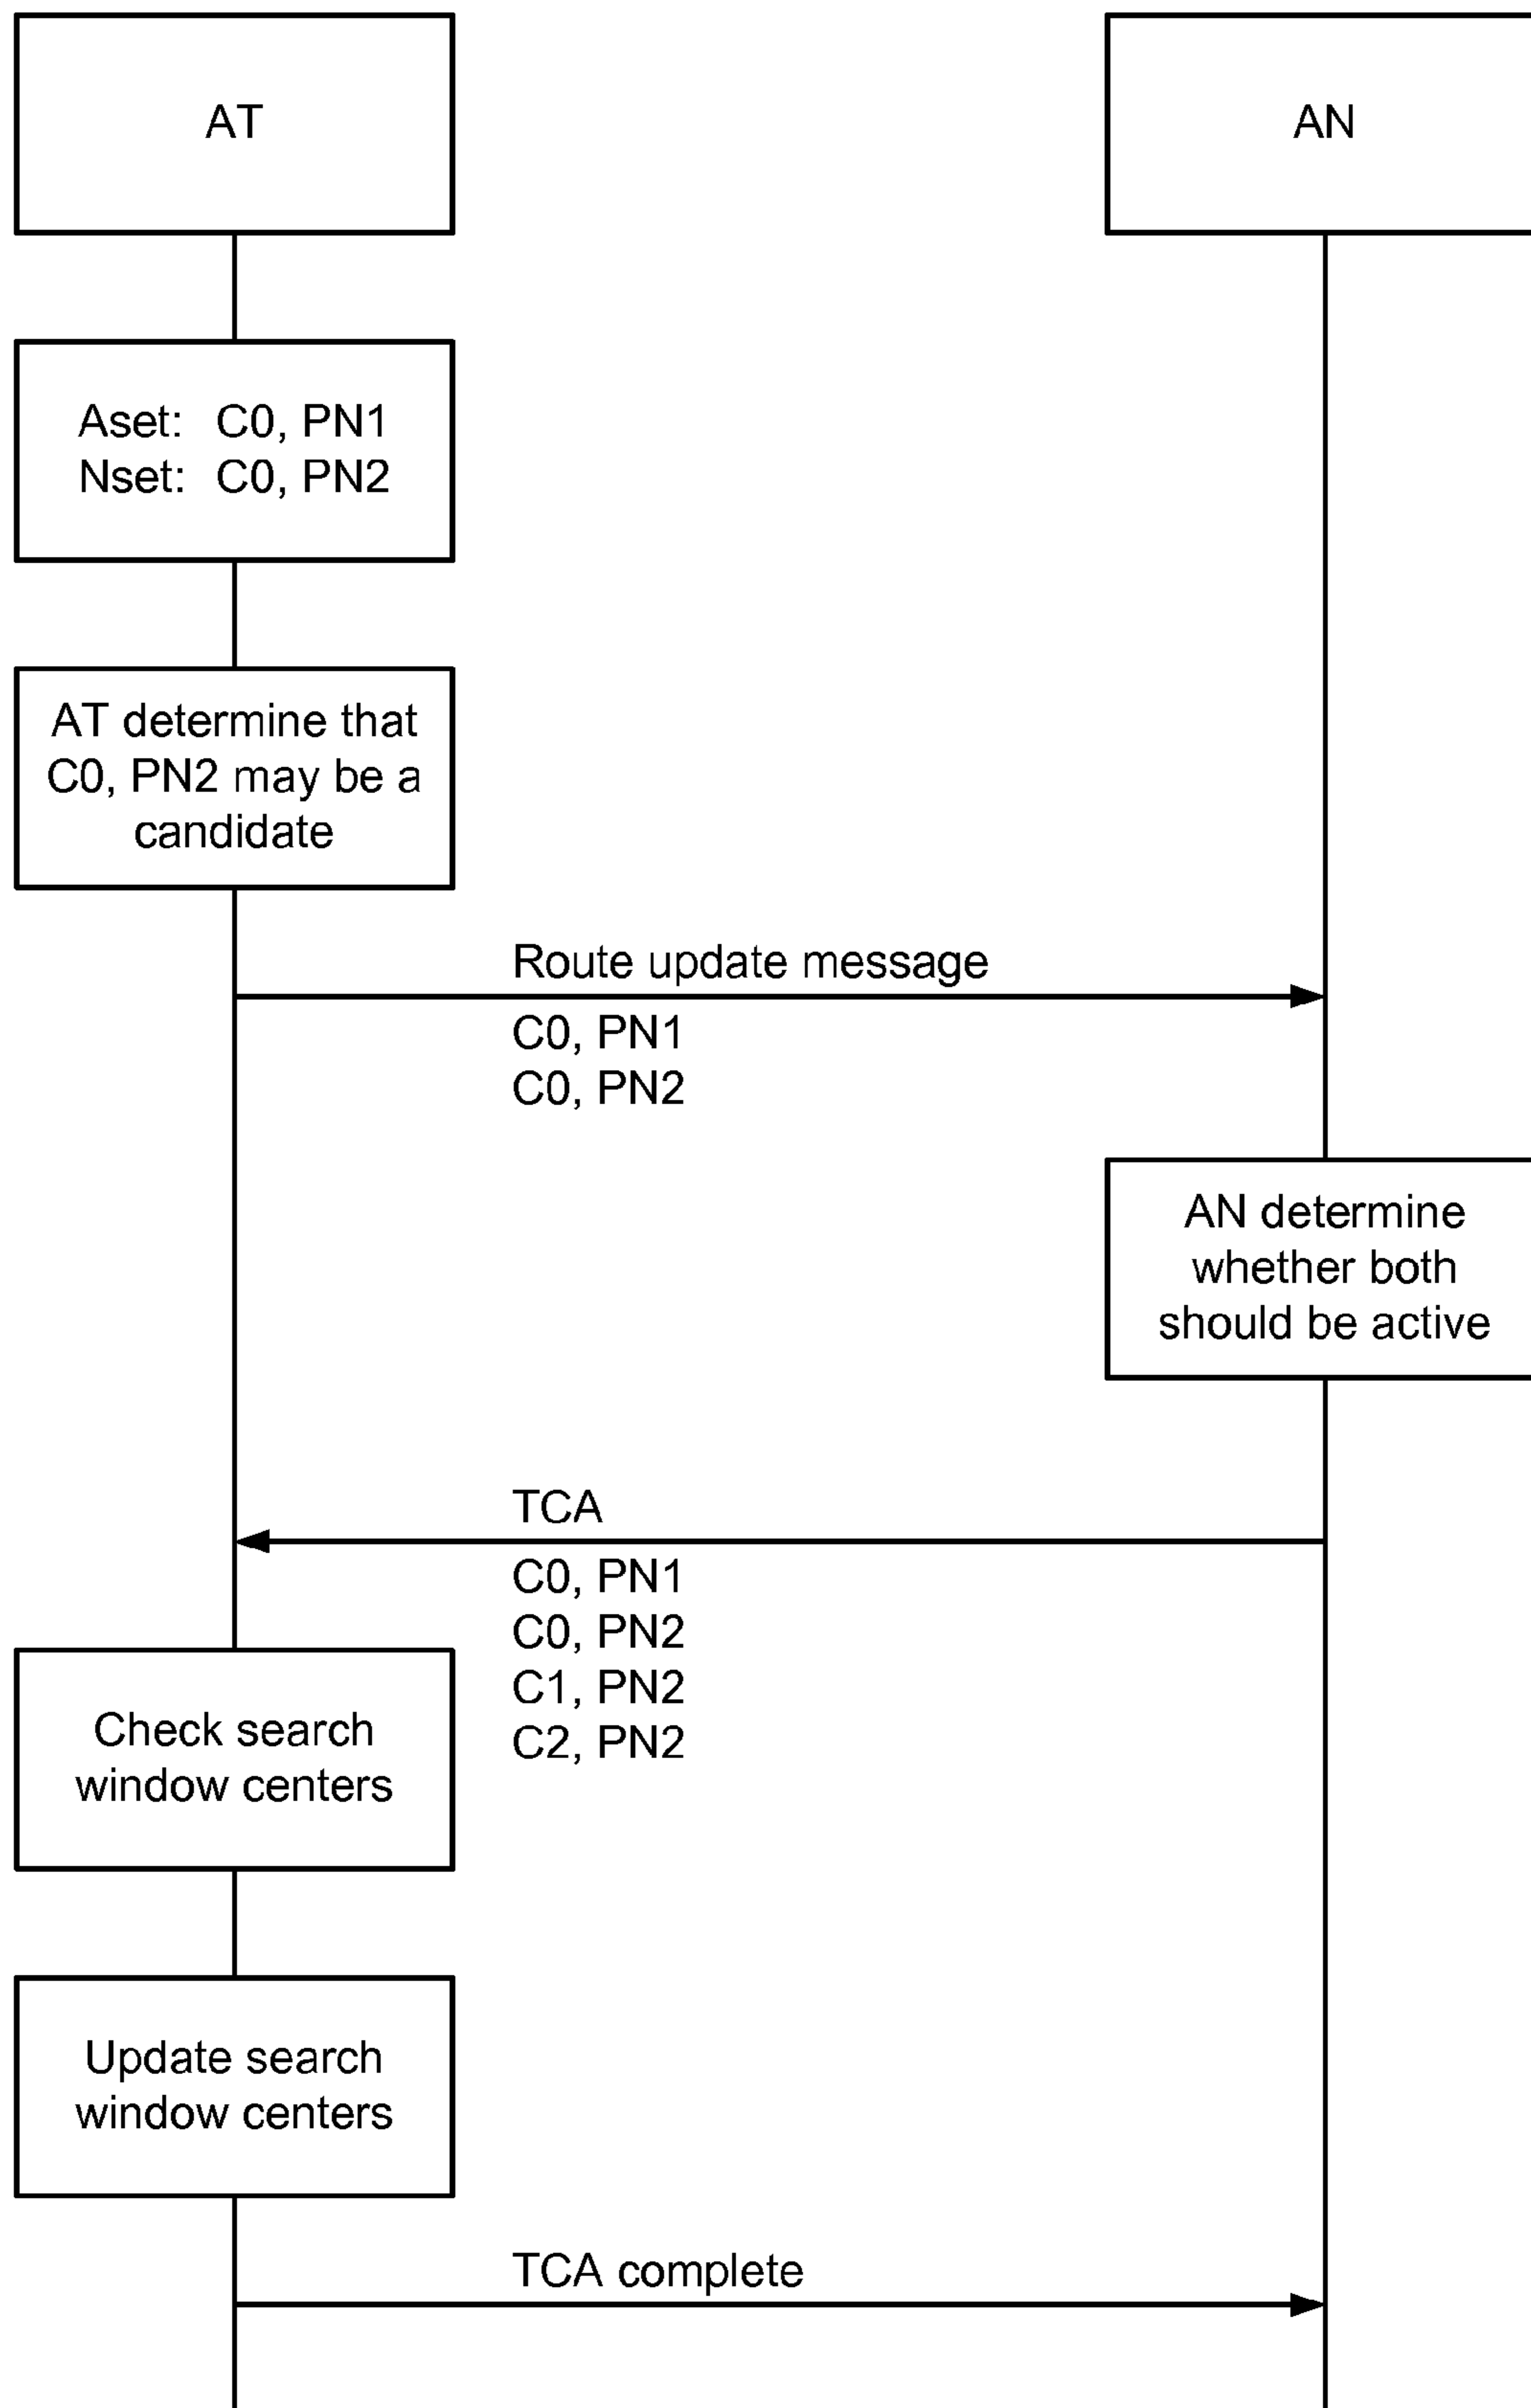 AT
AN
Aset: C0, PN1
Nset: C0, PN2
AT determine that
C0, PN2 may be a
candidate
Route update message
C0, PN1
C0, PN2
AN determine
whether both
should be active
TCA
C0, PN1
C0, PN2
C1, PN2
C2, PN2
Check search
window centers
Update search
window centers
TCA complete